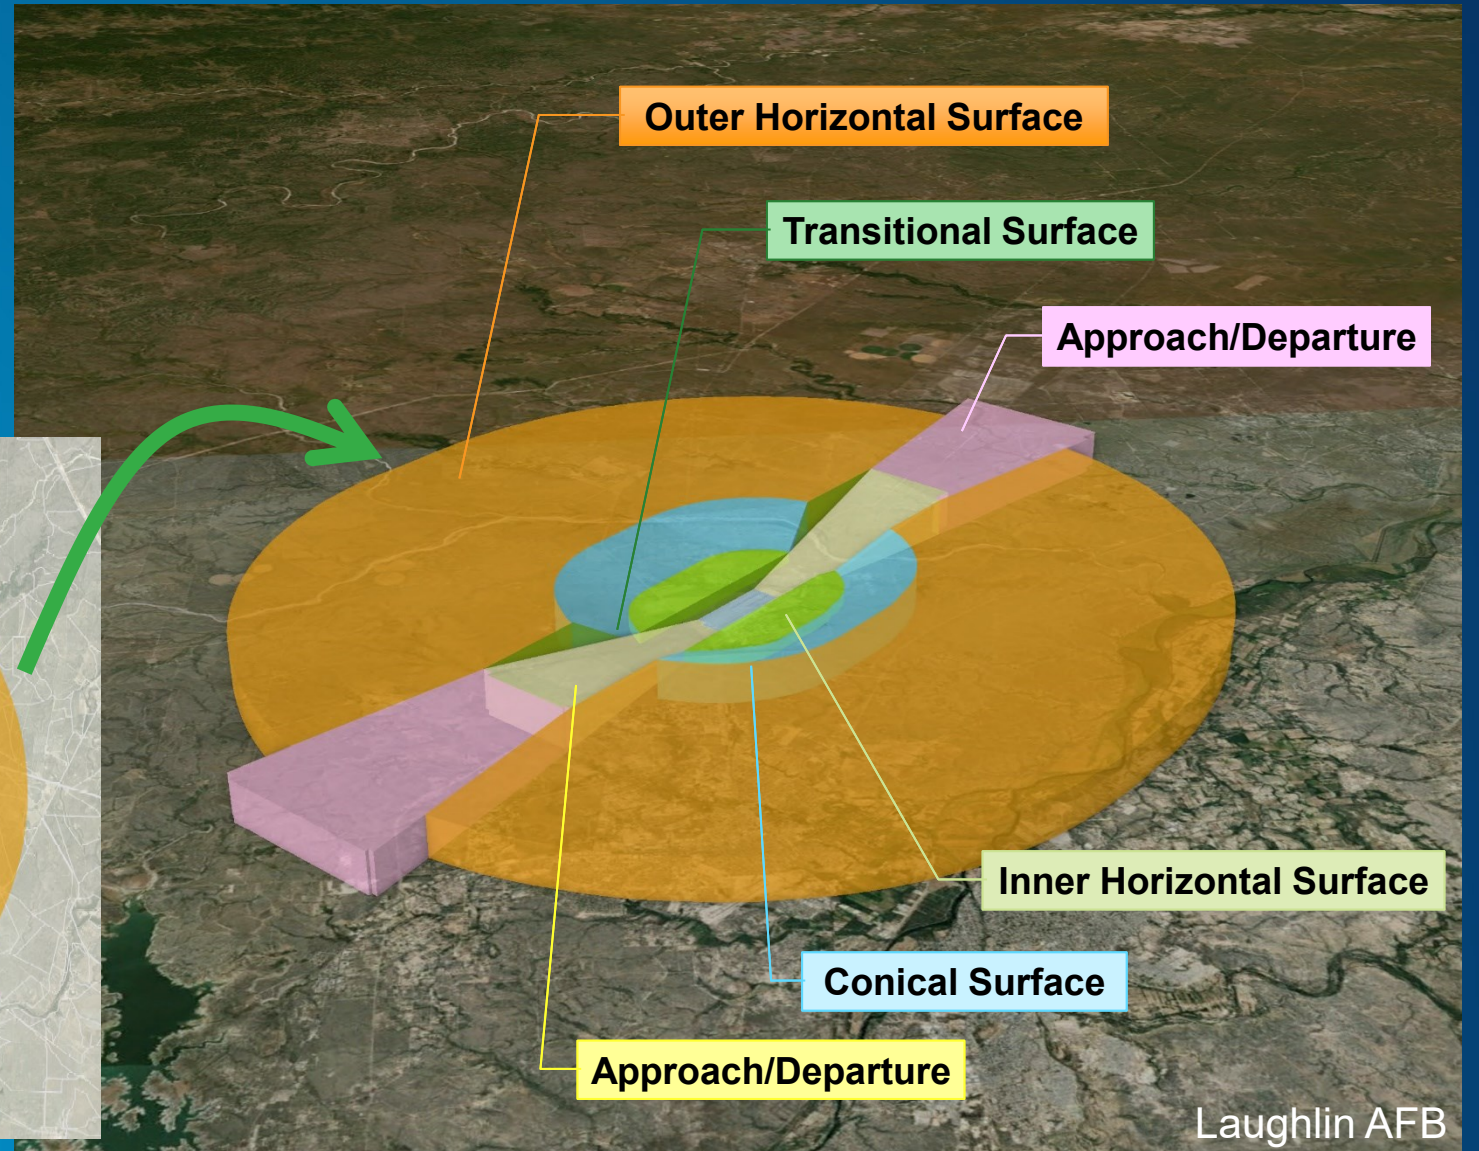 Outer Horizontal Surface
Transitional Surface
Approach/Departure
Inner Horizontal Surface
Conical Surface
Approach/Departure
Laughlin AFB